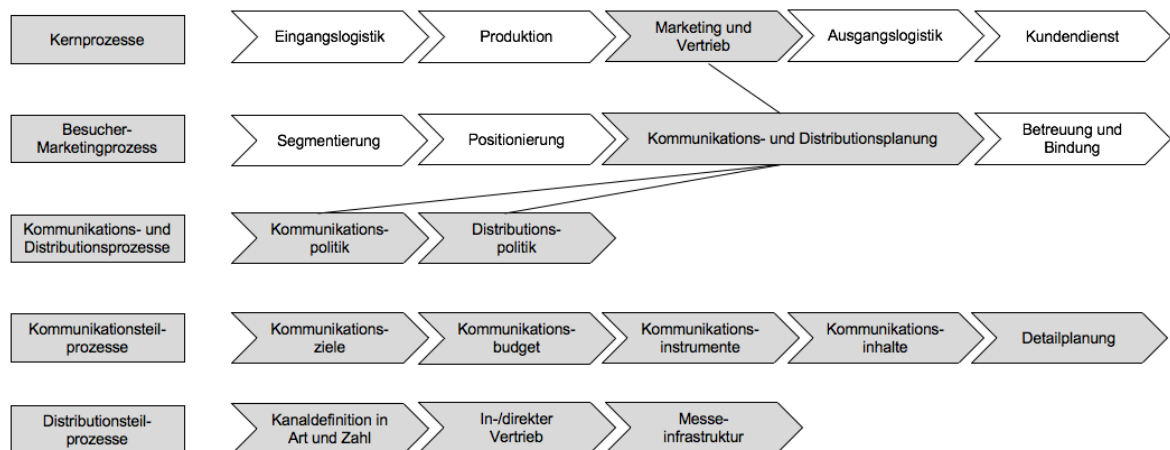 Kernprozesse
Eingangslogistik
Produktion
Marketing und
Vertrieb
Ausgangslogistik
Kundendienst
Besucher-
Marketingprozess
Segmentierung
Positionierung
Kommunikations- und Distributionsplanung
Betreuung und
Bindung
Kommunikations- und
Distributionsprozesse
Kommunikations-
politik
Distributions-
politik
Kommunikationsteil-
prozesse
Kommunikations-
ziele
Kommunikations-
budget
Kommunikations-
instrumente
Kommunikations-
inhalte
Detailplanung
Distributionsteil-
prozesse
Kanaldefinition in
Art und Zahl
In-/direkter
Vertrieb
Messe-
infrastruktur